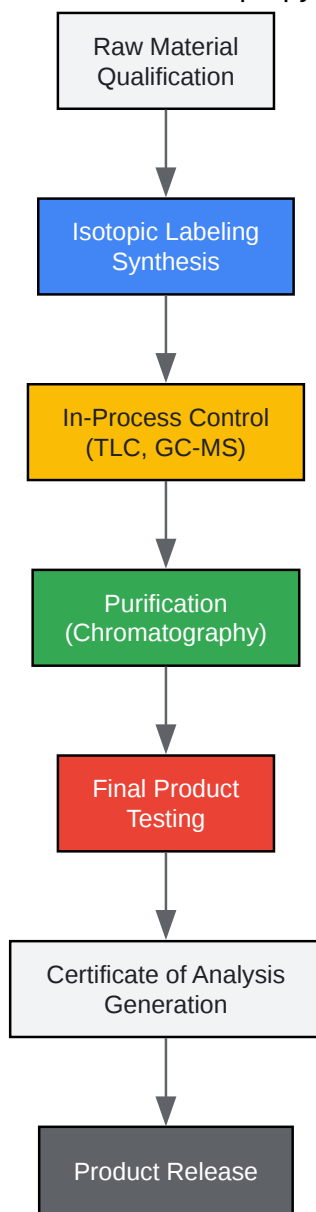 Raw Material
Qualification
Isotopic Labeling
Synthesis
In-Process Control
(TLC, GC-MS)
Purification
(Chromatography)
Final Product
Testing
Certificate of Analysis
Generation
Product Release